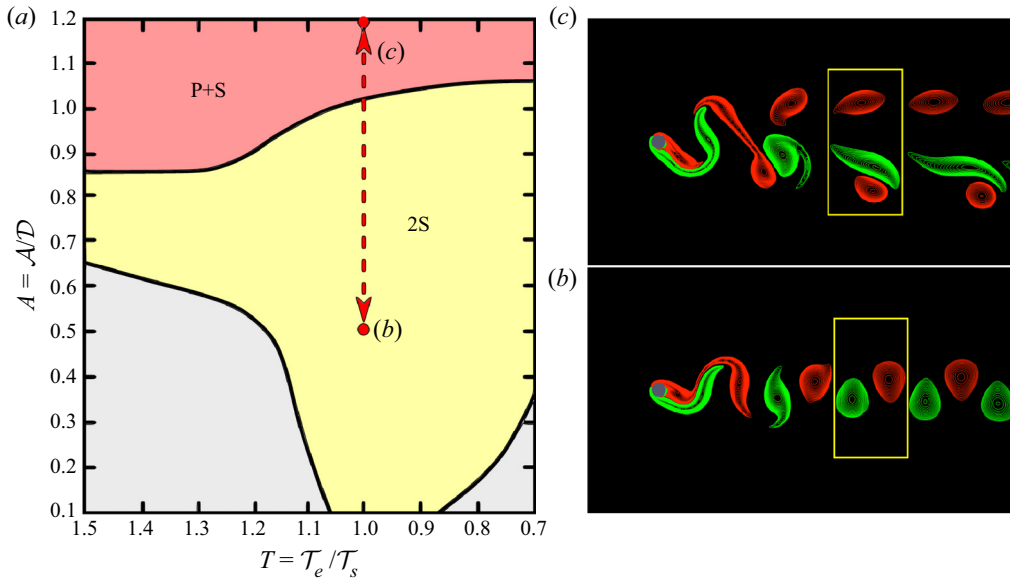 (a)
1.2
1.1
1.0
0.9
0.8
0.7
0.6
0.5
0.4
0.3
0.2
0.1
A = 𝒜/𝒟
P+S
(c)
2S
(b)
1.5 1.4 1.3 1.2 1.1 1.0 0.9 0.8 0.7
T = 𝒯ₑ/𝒯ₛ
(c)
(b)